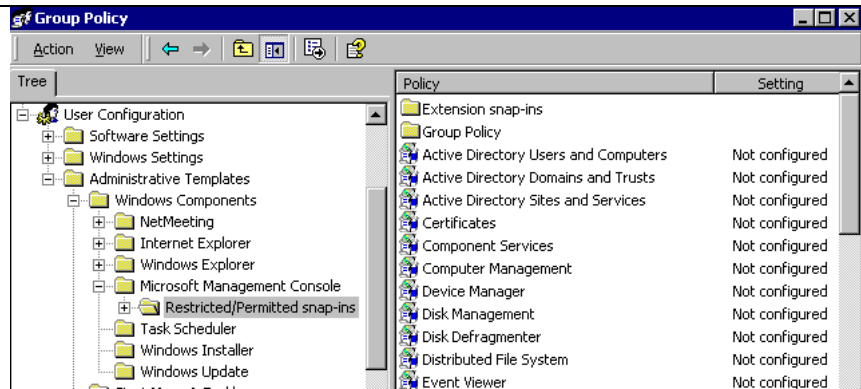 Group Policy
Action View
Tree
Policy Setting
User Configuration
Software Settings
Windows Settings
Administrative Templates
Windows Components
NetMeeting
Internet Explorer
Windows Explorer
Microsoft Management Console
Restricted/Permitted snap-ins
Task Scheduler
Windows Installer
Windows Update
Extension snap-ins
Group Policy
Active Directory Users and Computers Not configured
Active Directory Domains and Trusts Not configured
Active Directory Sites and Services Not configured
Certificates Not configured
Component Services Not configured
Computer Management Not configured
Device Manager Not configured
Disk Management Not configured
Disk Defragmenter Not configured
Distributed File System Not configured
Event Viewer Not configured